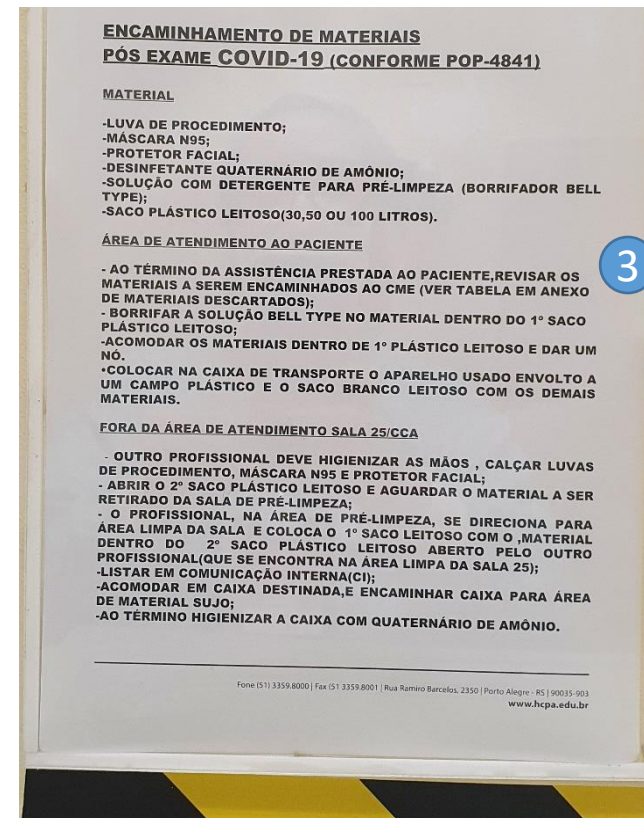 ENCAMINHAMENTO DE MATERIAIS
PÓS EXAME COVID-19 (CONFORME POP-4841)
MATERIAL
-LUVA DE PROCEDIMENTO;
-MÁSCARA N95;
-PROTETOR FACIAL;
-DESINFETANTE QUATERNÁRIO DE AMÔNIO;
-SOLUÇÃO COM DETERGENTE PARA PRÉ-LIMPEZA (BORRIFADOR BELL
TYPE);
-SACO PLÁSTICO LEITOSO(30,50 OU 100 LITROS).
ÁREA DE ATENDIMENTO AO PACIENTE
3
- AO TÉRMINO DA ASSISTÊNCIA PRESTADA AO PACIENTE,REVISAR OS
MATERIAIS A SEREM ENCAMINHADOS AO CME (VER TABELA EM ANEXO
DE MATERIAIS DESCARTADOS);
- BORRIFAR A SOLUÇÃO BELL TYPE NO MATERIAL DENTRO DO 1º SACO
PLÁSTICO LEITOSO;
-ACOMODAR OS MATERIAIS DENTRO DE 1º PLÁSTICO LEITOSO E DAR UM
NÓ.
•COLOCAR NA CAIXA DE TRANSPORTE O APARELHO USADO ENVOLTO A
UM CAMPO PLÁSTICO E O SACO BRANCO LEITOSO COM OS DEMAIS
MATERIAIS.
FORA DA ÁREA DE ATENDIMENTO SALA 25/CCA
- OUTRO PROFISSIONAL DEVE HIGIENIZAR AS MÃOS , CALÇAR LUVAS
DE PROCEDIMENTO, MÁSCARA N95 E PROTETOR FACIAL;
- ABRIR O 2º SACO PLÁSTICO LEITOSO E AGUARDAR O MATERIAL A SER
RETIRADO DA SALA DE PRÉ-LIMPEZA;
- O PROFISSIONAL, NA ÁREA DE PRÉ-LIMPEZA, SE DIRECIONA PARA
ÁREA LIMPA DA SALA E COLOCA O 1º SACO LEITOSO COM O ,MATERIAL
DENTRO DO 2º SACO PLÁSTICO LEITOSO ABERTO PELO OUTRO
PROFISSIONAL(QUE SE ENCONTRA NA ÁREA LIMPA DA SALA 25);
-LISTAR EM COMUNICAÇÃO INTERNA(CI);
-ACOMODAR EM CAIXA DESTINADA,E ENCAMINHAR CAIXA PARA ÁREA
DE MATERIAL SUJO;
-AO TÉRMINO HIGIENIZAR A CAIXA COM QUATERNÁRIO DE AMÔNIO.
Fone (51) 3359.8000 | Fax (51 3359.8001 | Rua Ramiro Barcelos, 2350 | Porto Alegre - RS | 90035-903
www.hcpa.edu.br